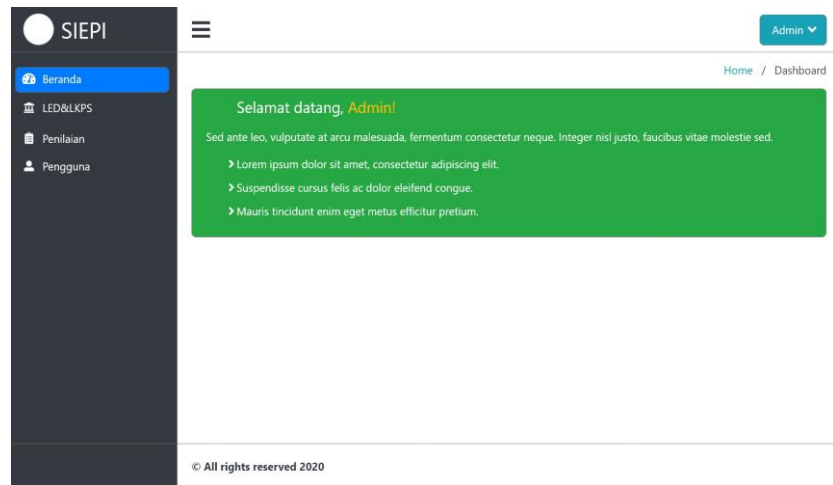 SIEPI
Admin
Beranda
LED&LKPS
Penilaian
Pengguna
Home / Dashboard
Selamat datang, Admin!
Sed ante leo, vulputate at arcu malesuada, fermentum consectetur neque. Integer nisl justo, faucibus vitae molestie sed.
Lorem ipsum dolor sit amet, consectetur adipiscing elit.
Suspendisse cursus felis ac dolor eleifend congue.
Mauris tincidunt enim eget metus efficitur pretium.
© All rights reserved 2020